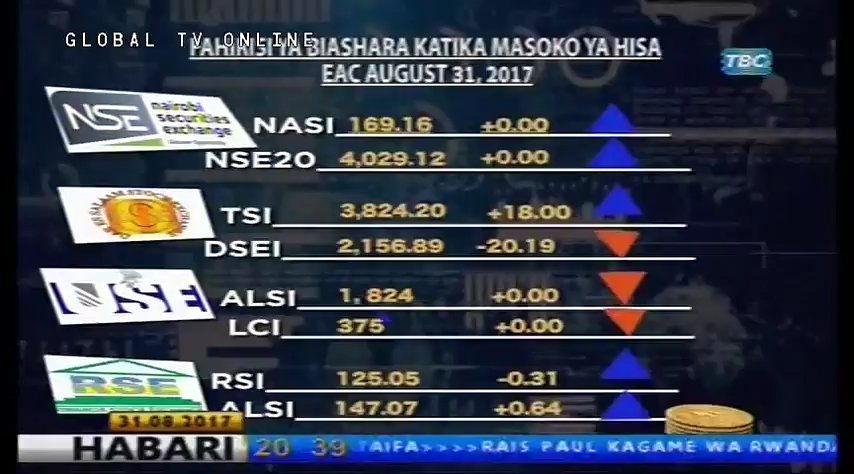 GLOBAL TV ONLINE
FAHIRISI YA BIASHARA KATIKA MASOKO YA HISA
EAC AUGUST 31, 2017
TBC
NSE nairobi securities exchange
NASI 169.16 +0.00
NSE20 4,029.12 +0.00
TSI 3,824.20 +18.00
DSEI 2,156.89 -20.19
USE
ALSI 1,824 +0.00
LCI 375 +0.00
RSE
RSI 125.05 -0.31
ALSI 147.07 +0.64
31.08.2017
HABARI 20 39 TAIFA>>>>RAIS PAUL KAGAME WA RWANDA